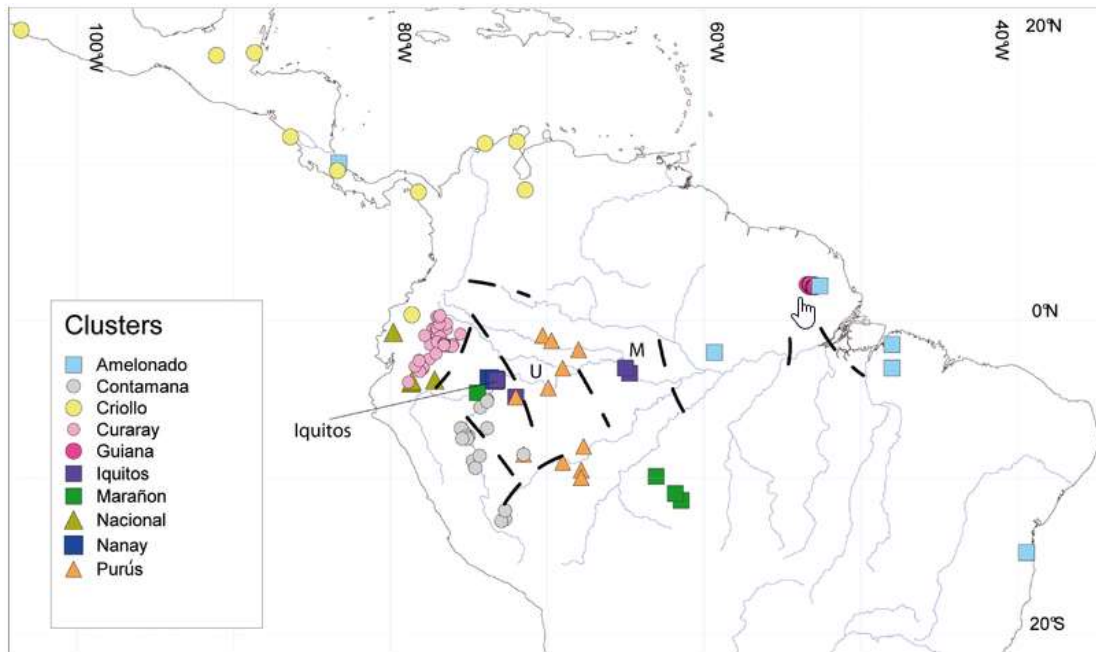 100°W
80°W
60°W
40°W
20°N
0°N
M
U
Iquitos
20°S
Clusters
Amelonado
Contamana
Criollo
Curaray
Guiana
Iquitos
Marañon
Nacional
Nanay
Purús